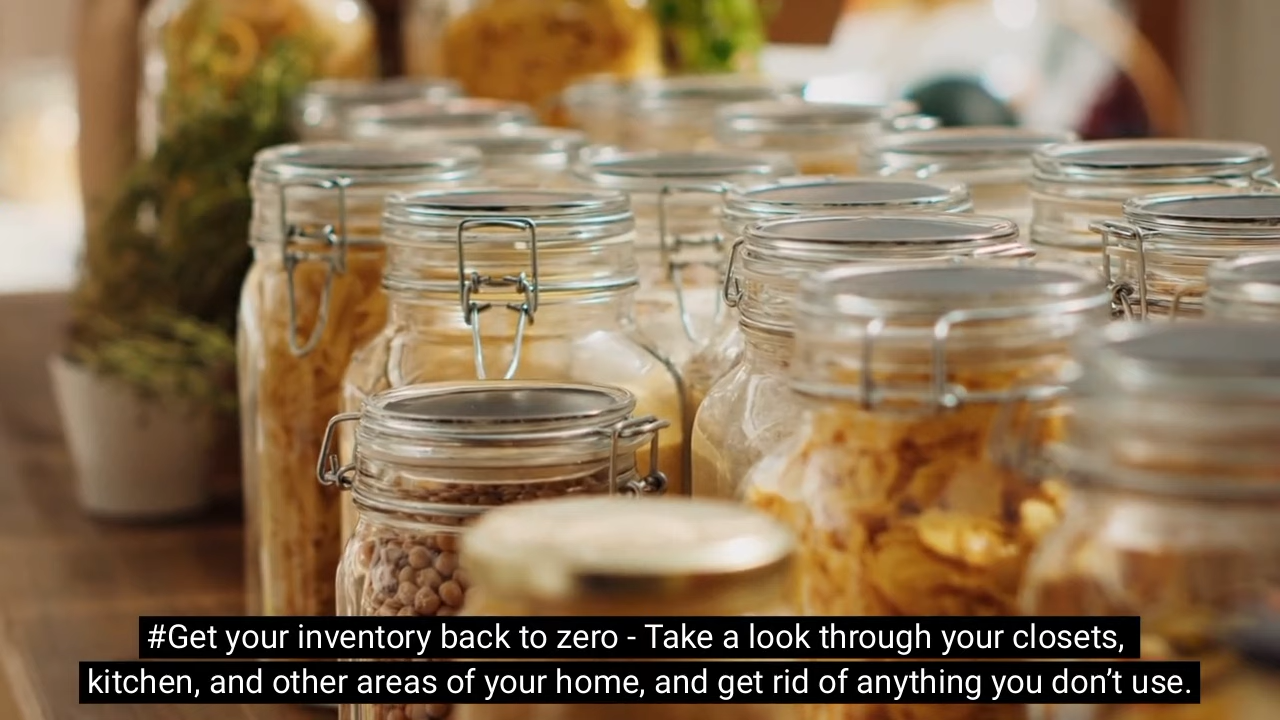 #Get your inventory back to zero - Take a look through your closets,
kitchen, and other areas of your home, and get rid of anything you don’t use.